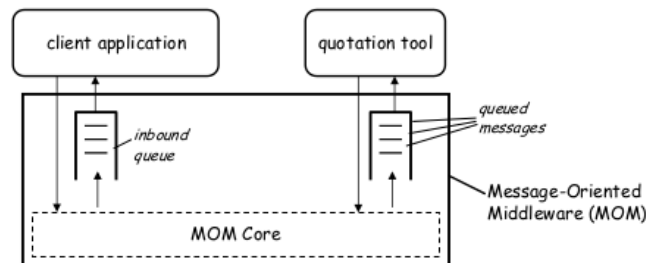 client application
quotation tool
inbound
queue
queued
messages
Message-Oriented
Middleware (MOM)
MOM Core